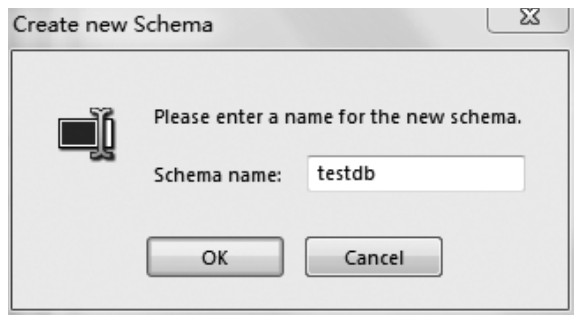 Create new Schema
Please enter a name for the new schema.
Schema name: testdb
OK Cancel